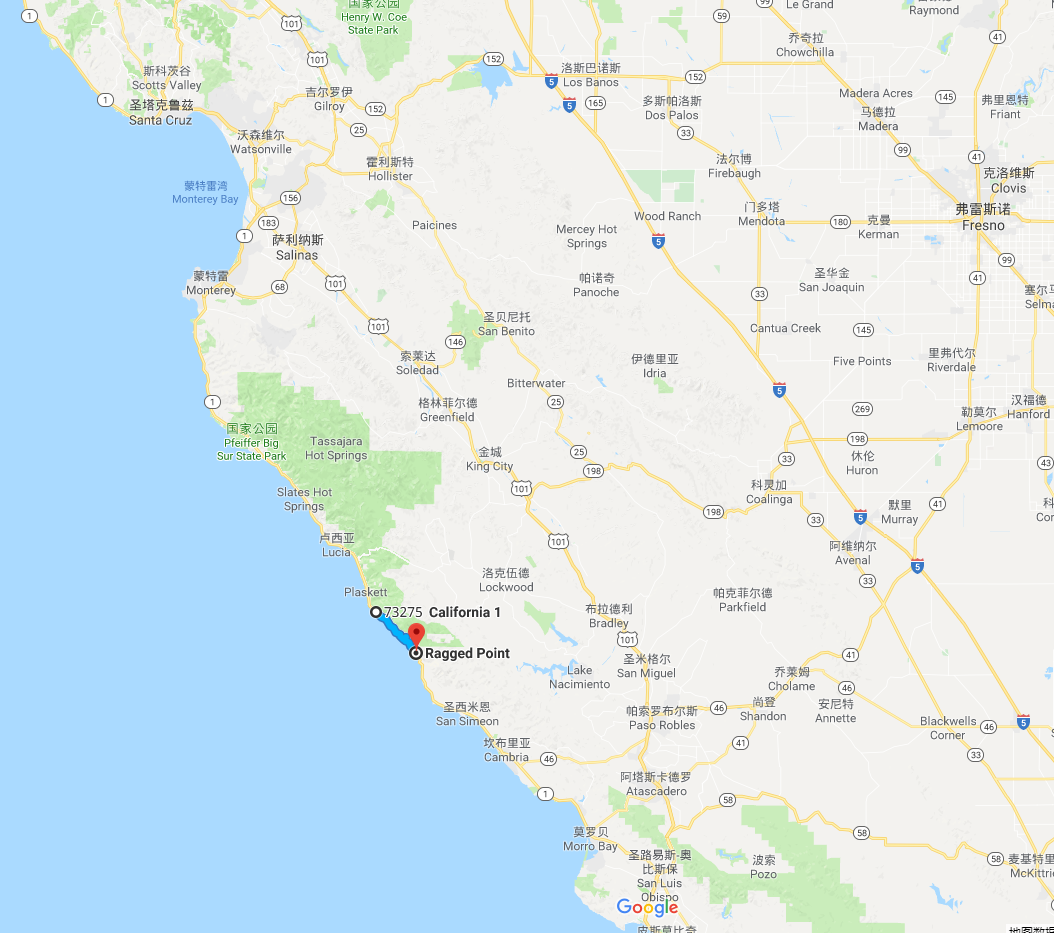 国家公园
Henry W. Coe
State Park
1
101
59
99
Le Grand
Raymond
41
乔奇拉
Chowchilla
101
152
洛斯巴诺斯
Los Banos
152
斯科茨谷
Scotts Valley
5
Madera Acres
145
1
圣塔克鲁兹
Santa Cruz
吉尔罗伊
Gilroy
152
5
165
多斯帕洛斯
Dos Palos
弗里恩特
Friant
马德拉
Madera
25
33
沃森维尔
Watsonville
99
41
霍利斯特
Hollister
法尔博
Firebaugh
克洛维斯
Clovis
蒙特雷湾
Monterey Bay
156
183
Wood Ranch
门多塔
Mendota
180
克曼
Kerman
弗雷斯诺
Fresno
Paicines
1
萨利纳斯
Salinas
Mercey Hot
Springs
5
99
蒙特雷
Monterey
68
101
帕诺奇
Panoche
33
圣华金
San Joaquin
41
Selma
101
圣贝尼托
San Benito
Cantua Creek
145
146
索莱达
Soledad
伊德里亚
Idria
Five Points
里弗代尔
Riverdale
Bitterwater
5
1
格林菲尔德
Greenfield
25
269
勒莫尔
Lemoore
汉福德
Hanford
国家公园
Pfeiffer Big
Sur State Park
Tassajara
Hot Springs
198
金城
King City
25
198
33
休伦
Huron
43
101
科灵加
Coalinga
Slates Hot
Springs
198
33
5
默里
Murray
41
卢西亚
Lucia
101
阿维纳尔
Avenal
5
洛克伍德
Lockwood
33
Plaskett
帕克菲尔德
Parkfield
73275 California 1
布拉德利
Bradley
101
Ragged Point
圣米格尔
San Miguel
41
Lake
Nacimiento
乔莱姆
Cholame
46
圣西米恩
San Simeon
帕索罗布尔斯
Paso Robles
46
尚登
Shandon
安尼特
Annette
Blackwells
Corner
46
5
坎布里亚
Cambria
46
41
33
阿塔斯卡德罗
Atascadero
1
58
莫罗贝
Morro Bay
58
圣路易斯-奥
比斯保
San Luis
Obispo
波索
Pozo
58
麦基特里
McKittri
Google
皮斯莫比奇
地图数据